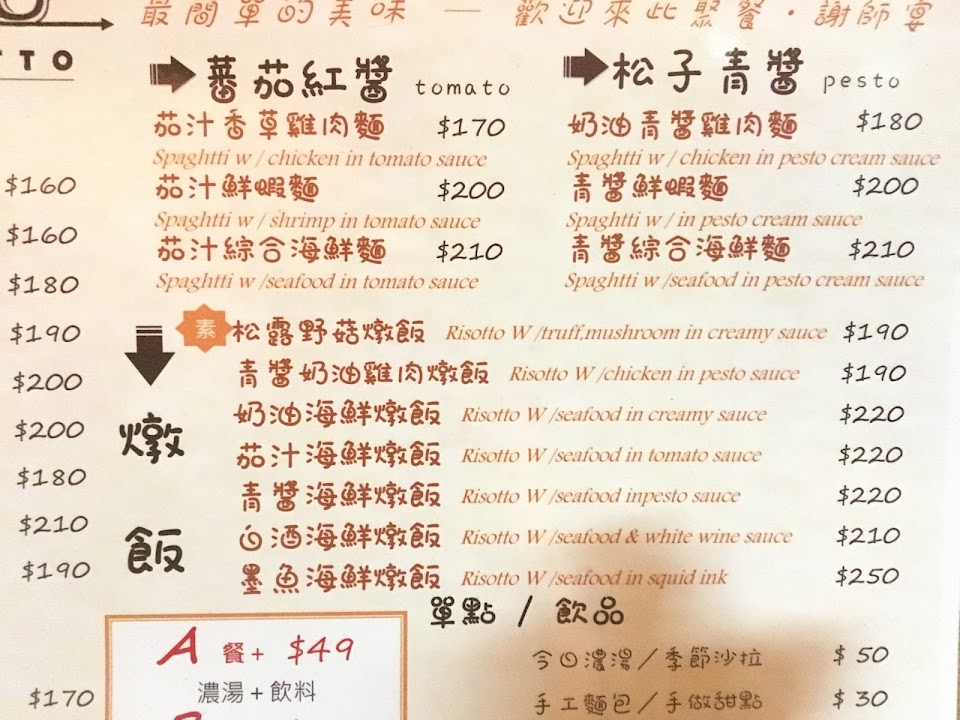 最簡單的美味 — 歡迎來此聚餐·謝師宴
TTO
$160
$160
$180
$190
$200
$200
$180
$210
$190
$170
蕃茄紅醬 tomato
茄汁香草雞肉麵 $170
Spaghtti w / chicken in tomato sauce
茄汁鮮蝦麵 $200
Spaghtti w / shrimp in tomato sauce
茄汁綜合海鮮麵 $210
Spaghtti w /seafood in tomato sauce
松子青醬 pesto
奶油青醬雞肉麵 $180
Spaghtti w / chicken in pesto cream sauce
青醬鮮蝦麵 $200
Spaghtti w / in pesto cream sauce
青醬綜合海鮮麵 $210
Spaghtti w /seafood in pesto cream sauce
燉飯
素 松露野菇燉飯 Risotto W /truff,mushroom in creamy sauce $190
青醬奶油雞肉燉飯 Risotto W /chicken in pesto sauce $190
奶油海鮮燉飯 Risotto W /seafood in creamy sauce $220
茄汁海鮮燉飯 Risotto W /seafood in tomato sauce $220
青醬海鮮燉飯 Risotto W /seafood inpesto sauce $220
白酒海鮮燉飯 Risotto W /seafood & white wine sauce $210
墨魚海鮮燉飯 Risotto W /seafood in squid ink $250
A 餐+ $49
濃湯+飲料
單點 / 飲品
今日濃湯/季節沙拉 $ 50
手工麵包/手做甜點 $ 30